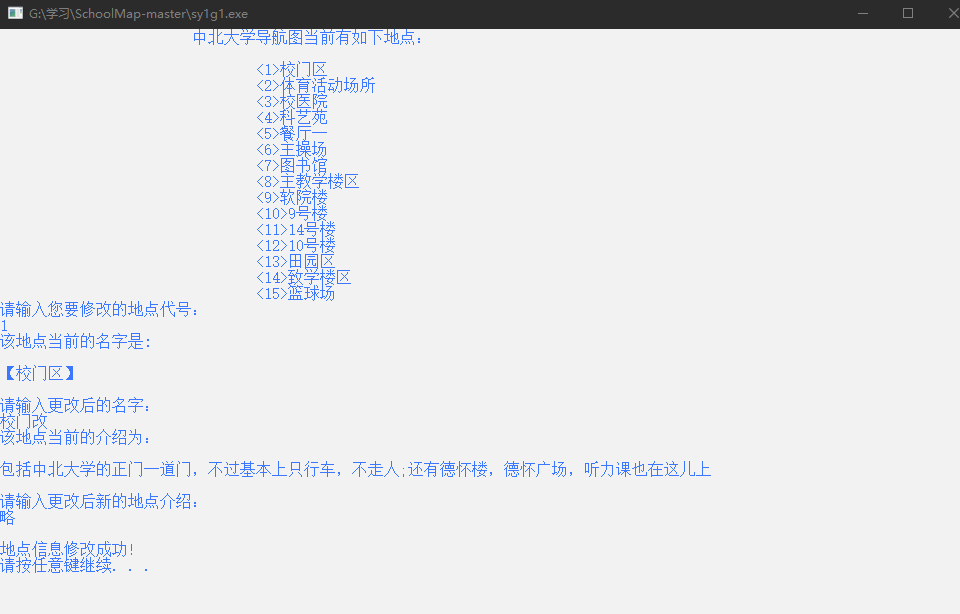 G:\学习\SchoolMap-master\sy1g1.exe
中北大学导航图当前有如下地点：
<1>校门区
<2>体育活动场所
<3>校医院
<4>科艺苑
<5>餐厅一
<6>主操场
<7>图书馆
<8>主教学楼区
<9>软院楼
<10>9号楼
<11>14号楼
<12>10号楼
<13>田园区
<14>致学楼区
<15>篮球场
请输入您要修改的地点代号：
1
该地点当前的名字是:
【校门区】
请输入更改后的名字：
校门改
该地点当前的介绍为：
包括中北大学的正门一道门，不过基本上只行车，不走人;还有德怀楼，德怀广场，听力课也在这儿上
请输入更改后新的地点介绍：
略
地点信息修改成功!
请按任意键继续. . .